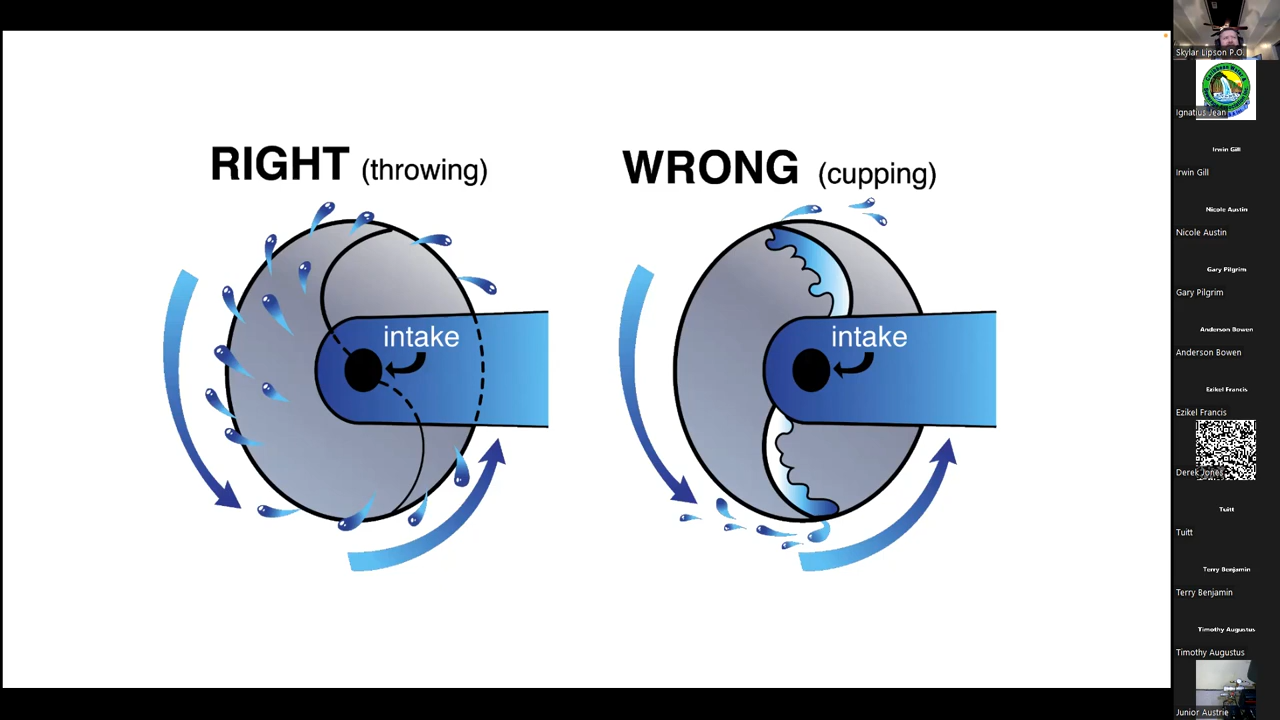 RIGHT (throwing)
WRONG (cupping)
intake
intake
Skylar Lipson P.O.
Ignatius Jean
Irwin Gill
Irwin Gill
Nicole Austin
Nicole Austin
Gary Pilgrim
Gary Pilgrim
Anderson Bowen
Anderson Bowen
Ezikel Francis
Ezikel Francis
Derek Jones
Tuitt
Tuitt
Terry Benjamin
Terry Benjamin
Timothy Augustus
Timothy Augustus
Junior Austrie